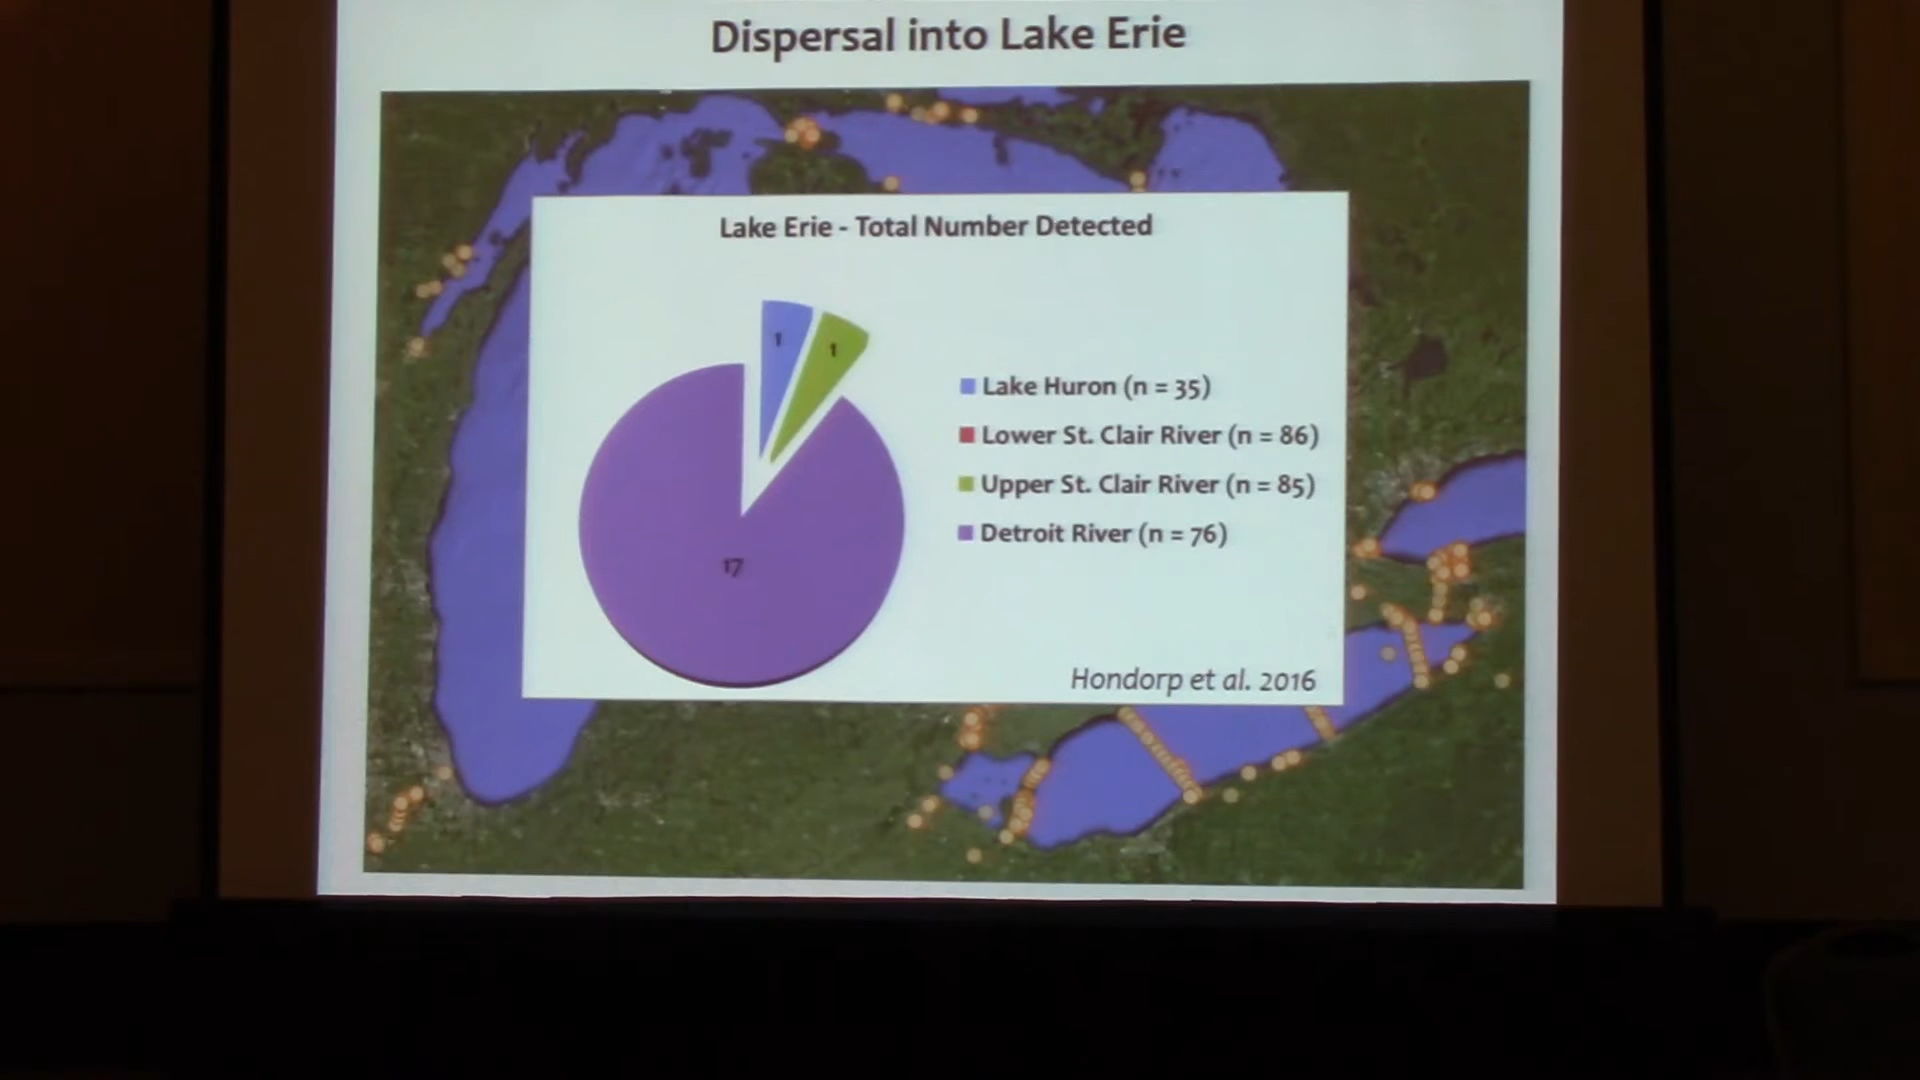 Dispersal into Lake Erie
Lake Erie - Total Number Detected
1
1
17
Lake Huron (n = 35)
Lower St. Clair River (n = 86)
Upper St. Clair River (n = 85)
Detroit River (n = 76)
Hondorp et al. 2016